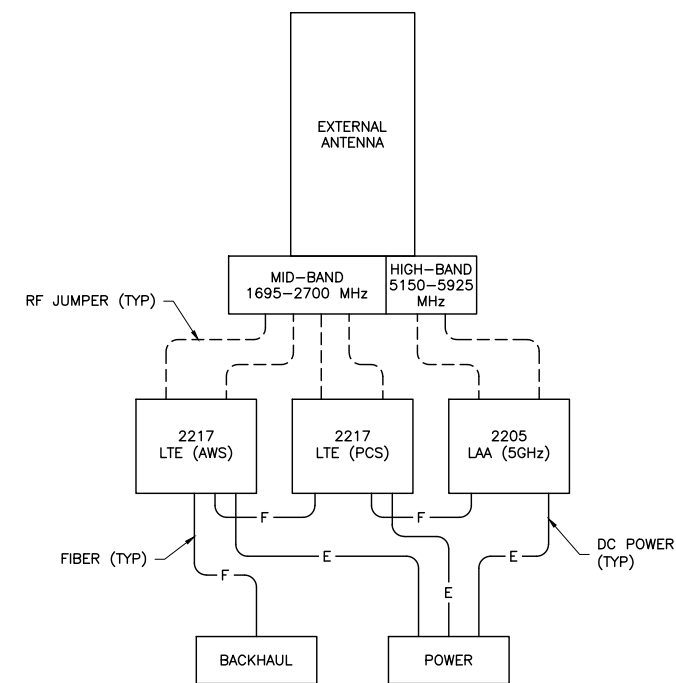 EXTERNAL
ANTENNA
MID-BAND
1695-2700 MHz
HIGH-BAND
5150-5925
MHz
RF JUMPER (TYP)
2217
LTE (AWS)
2217
LTE (PCS)
2205
LAA (5GHz)
F
F
FIBER (TYP)
E
E
DC POWER
(TYP)
F
E
BACKHAUL
POWER